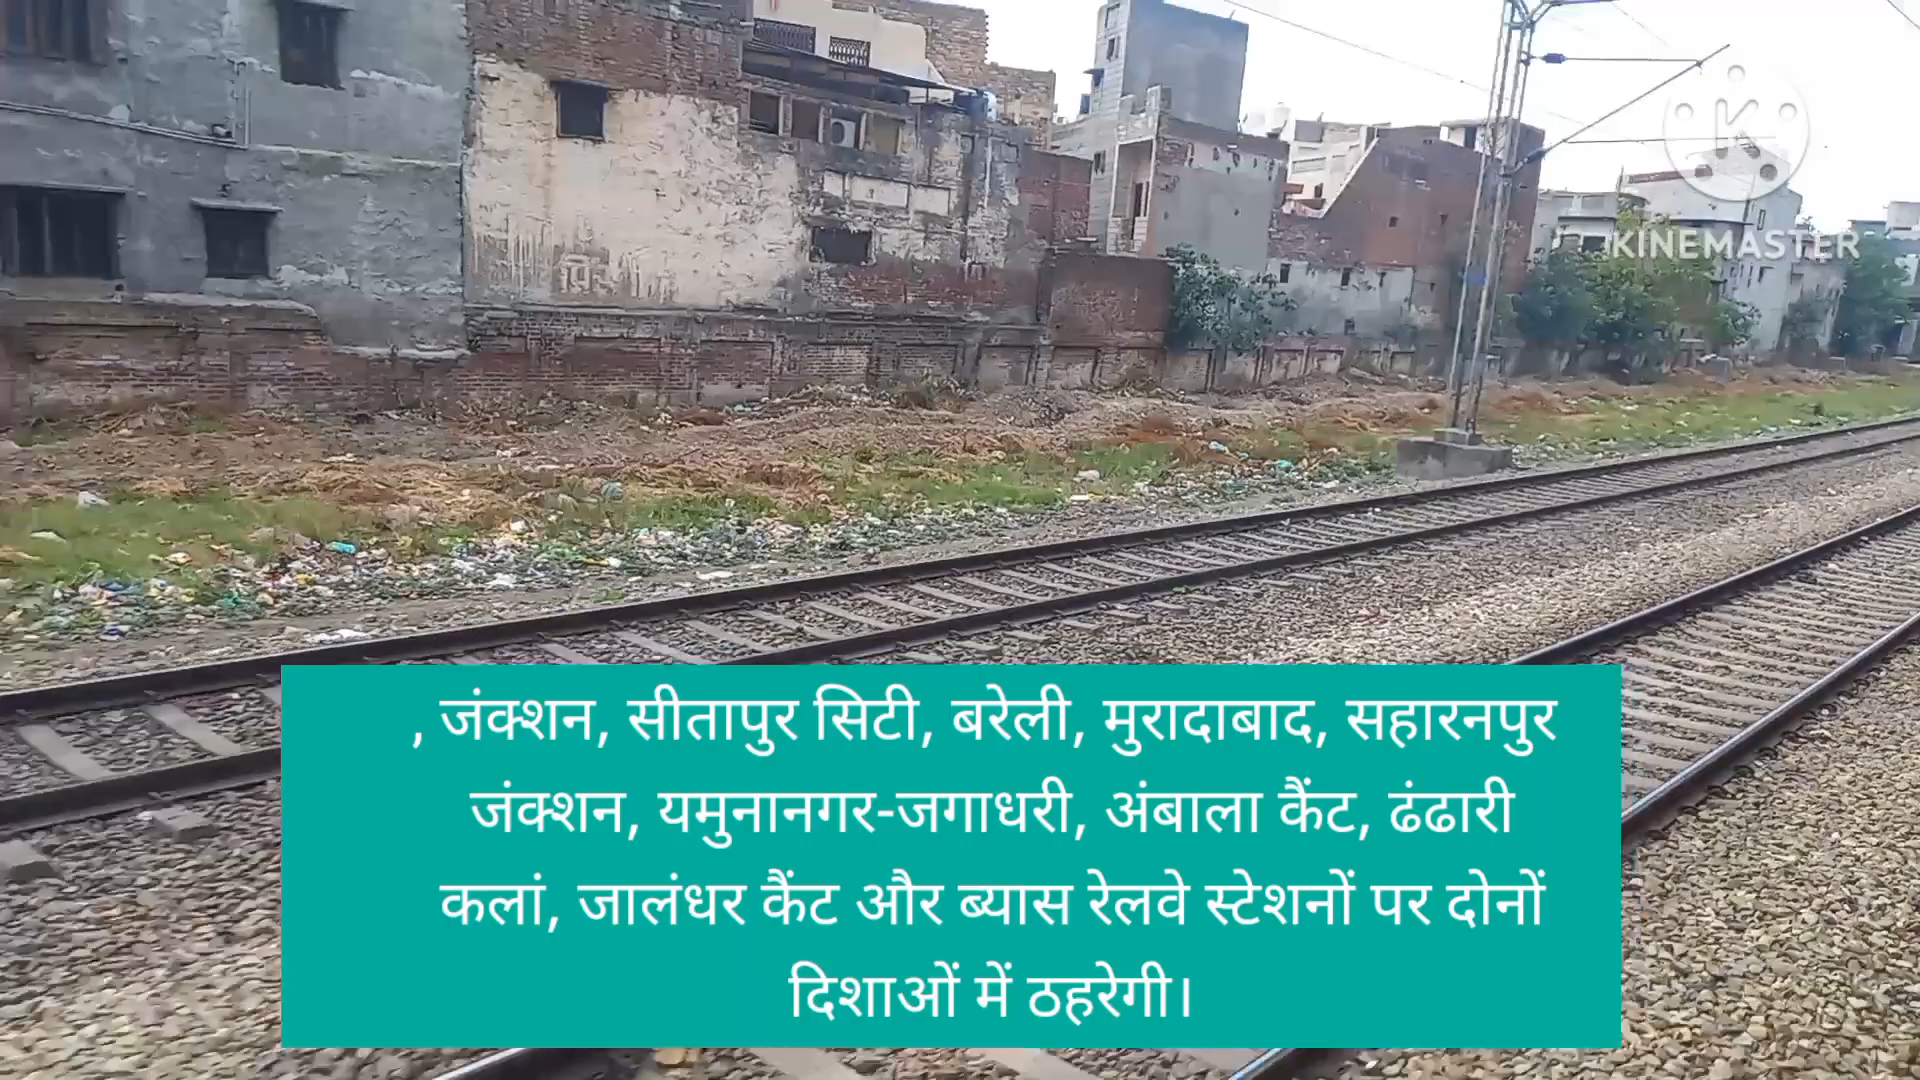 KINEMASTER
, जंक्शन, सीतापुर सिटी, बरेली, मुरादाबाद, सहारनपुर
जंक्शन, यमुनानगर-जगाधरी, अंबाला कैंट, ढंढारी
कलां, जालंधर कैंट और ब्यास रेलवे स्टेशनों पर दोनों
दिशाओं में ठहरेगी।